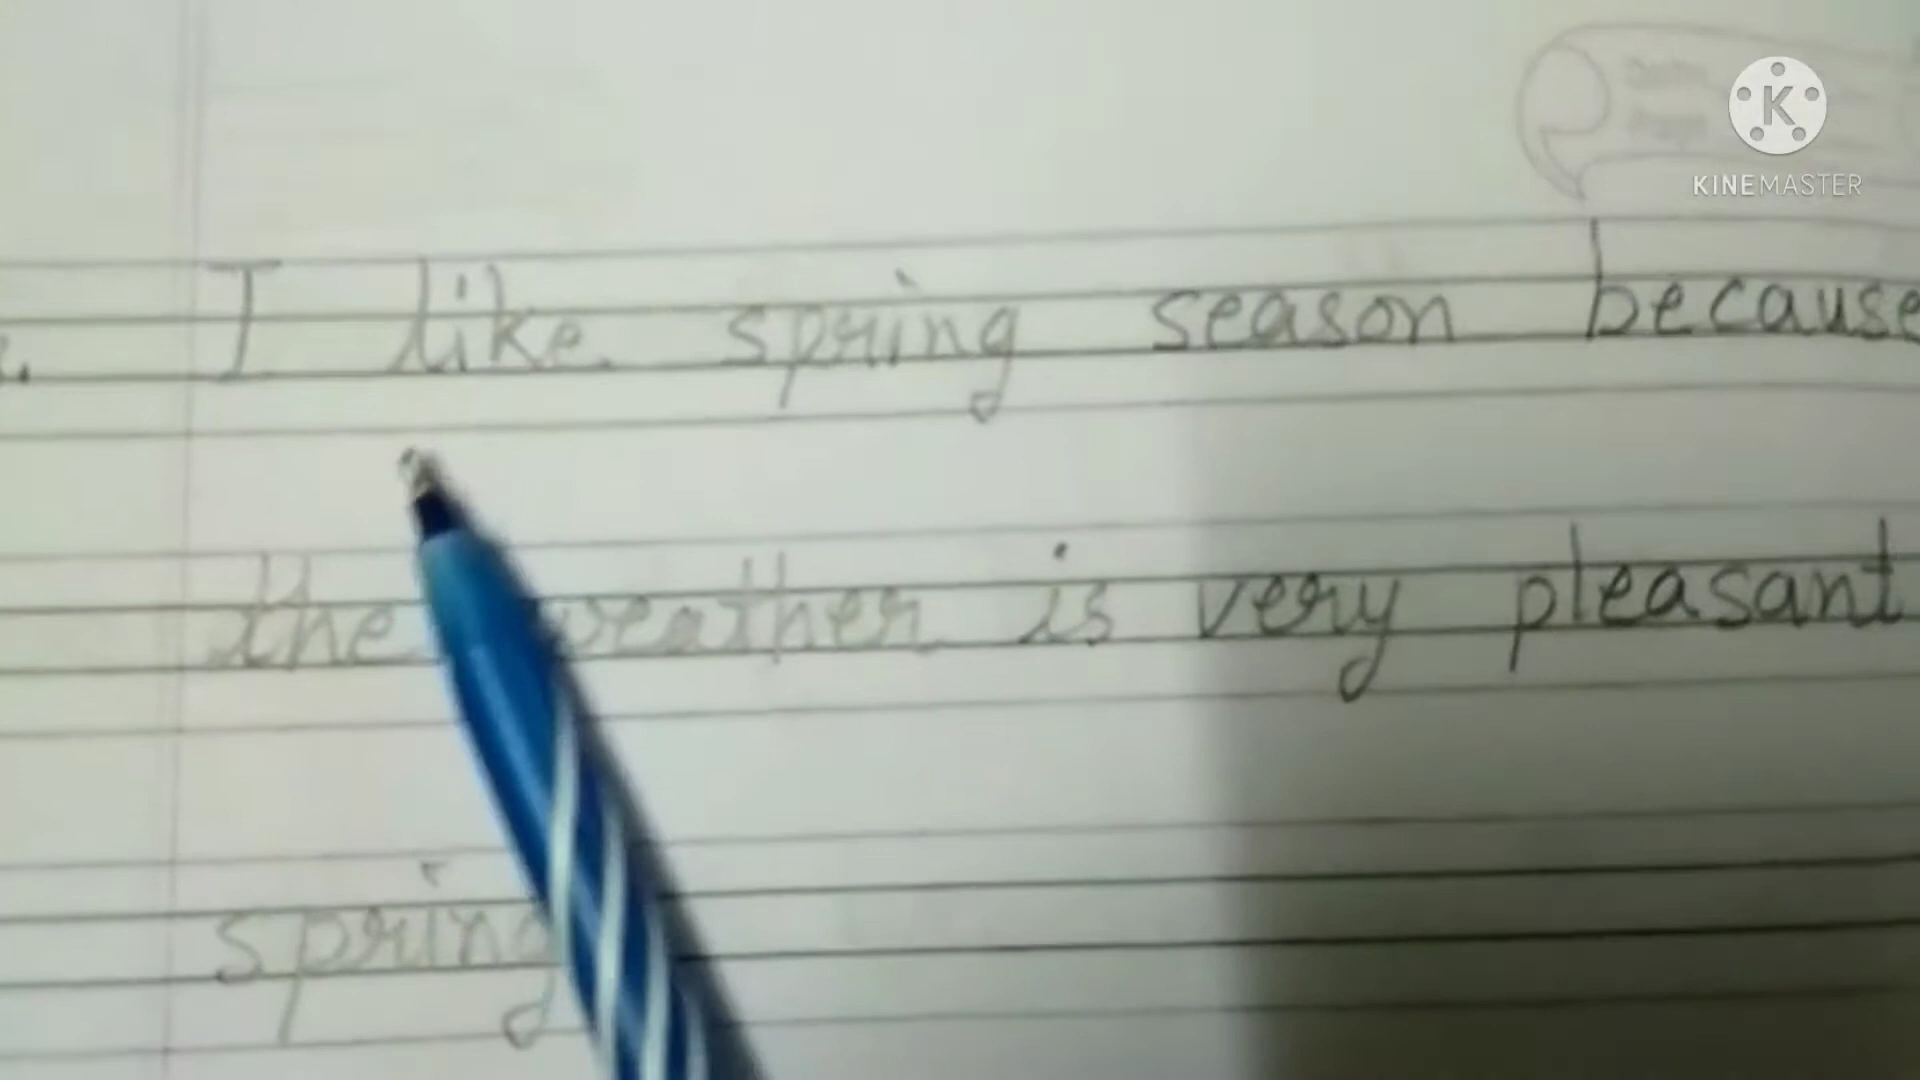 I like spring season because
the weather is very pleasant
spring
KINEMASTER